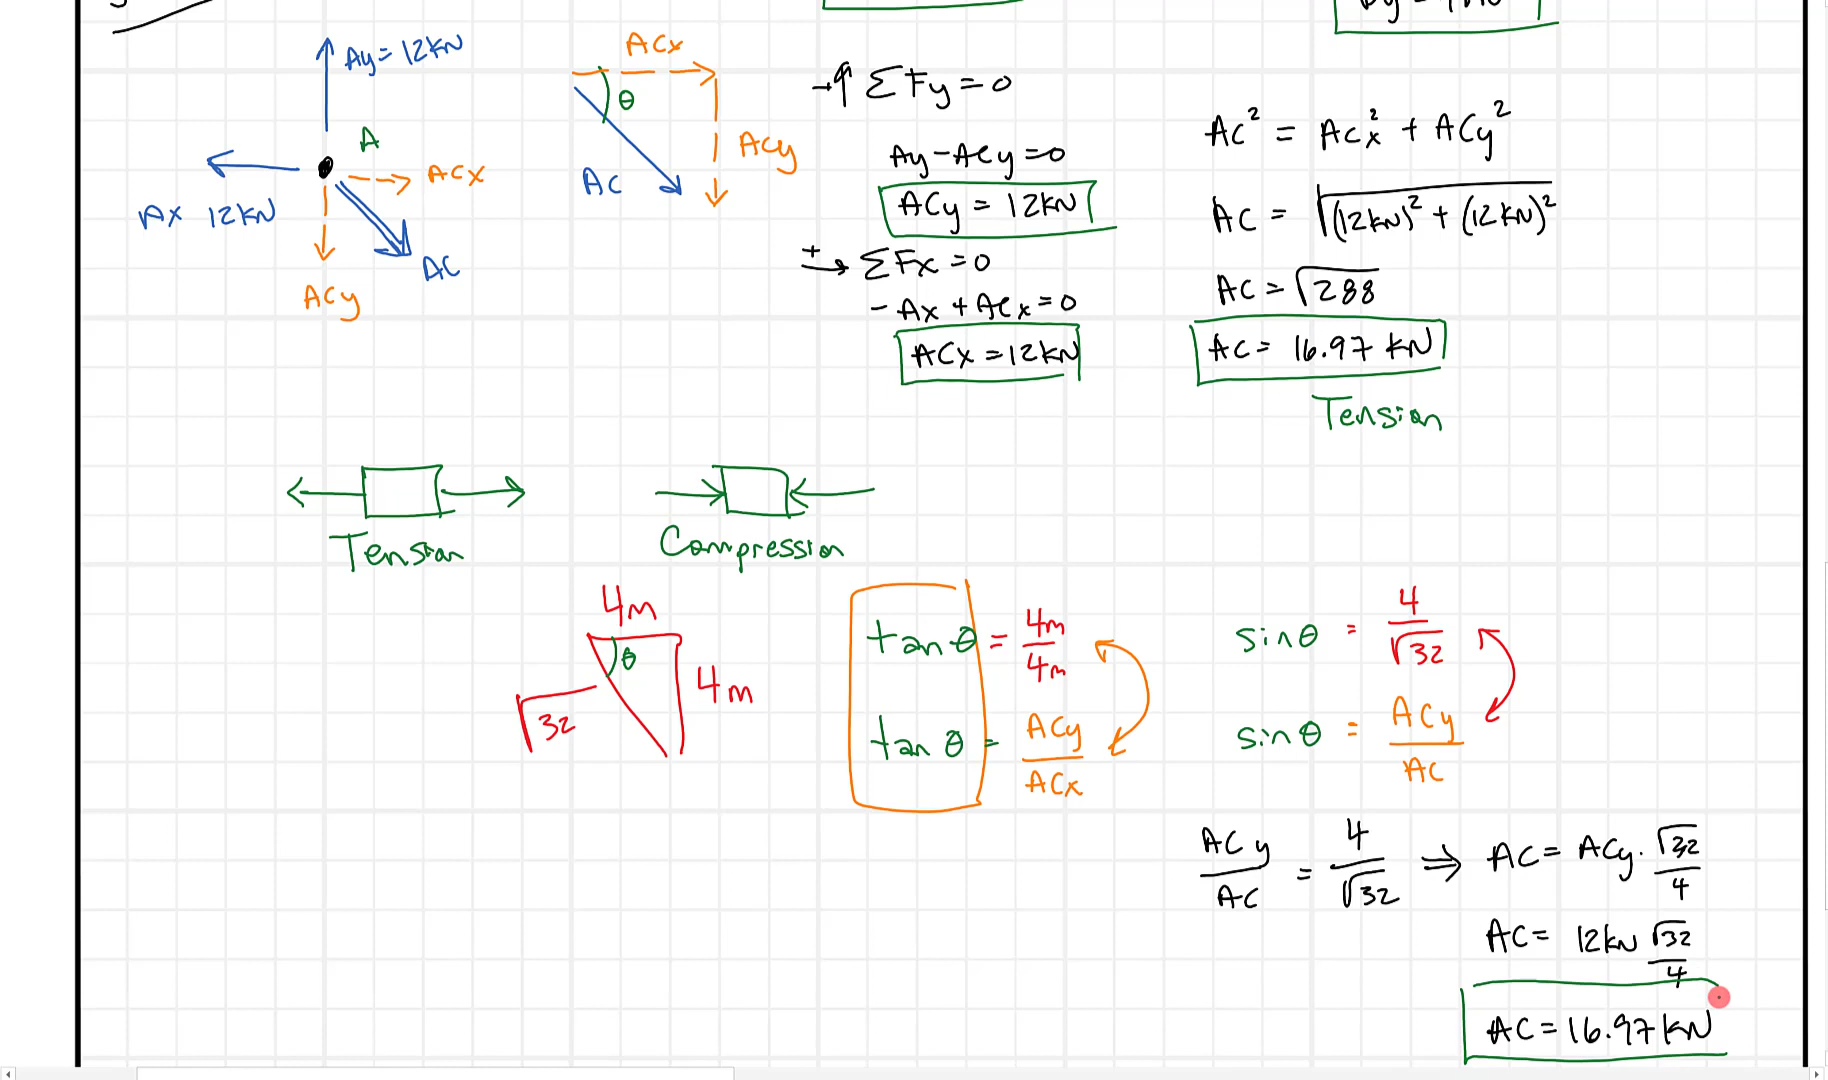 Ay = 12kN
A
ACx
Ax 12kN
AC
ACy
ACx
θ
ACy
AC
+↑ ΣFy = 0
Ay - ACy = 0
ACy = 12kN
+→ ΣFx = 0
- Ax + ACx = 0
ACx = 12kN
AC² = ACx² + ACy²
AC = √(12kN)² + (12kN)²
AC = √288
AC = 16.97 kN
Tension
Tension
Compression
4m
θ
4m
√32
tan θ = 4m/4m
tan θ = ACy/ACx
sin θ = 4/√32
sin θ = ACy/AC
ACy/AC = 4/√32 ⇒ AC = ACy · √32/4
AC = 12kN √32/4
AC = 16.97 kN